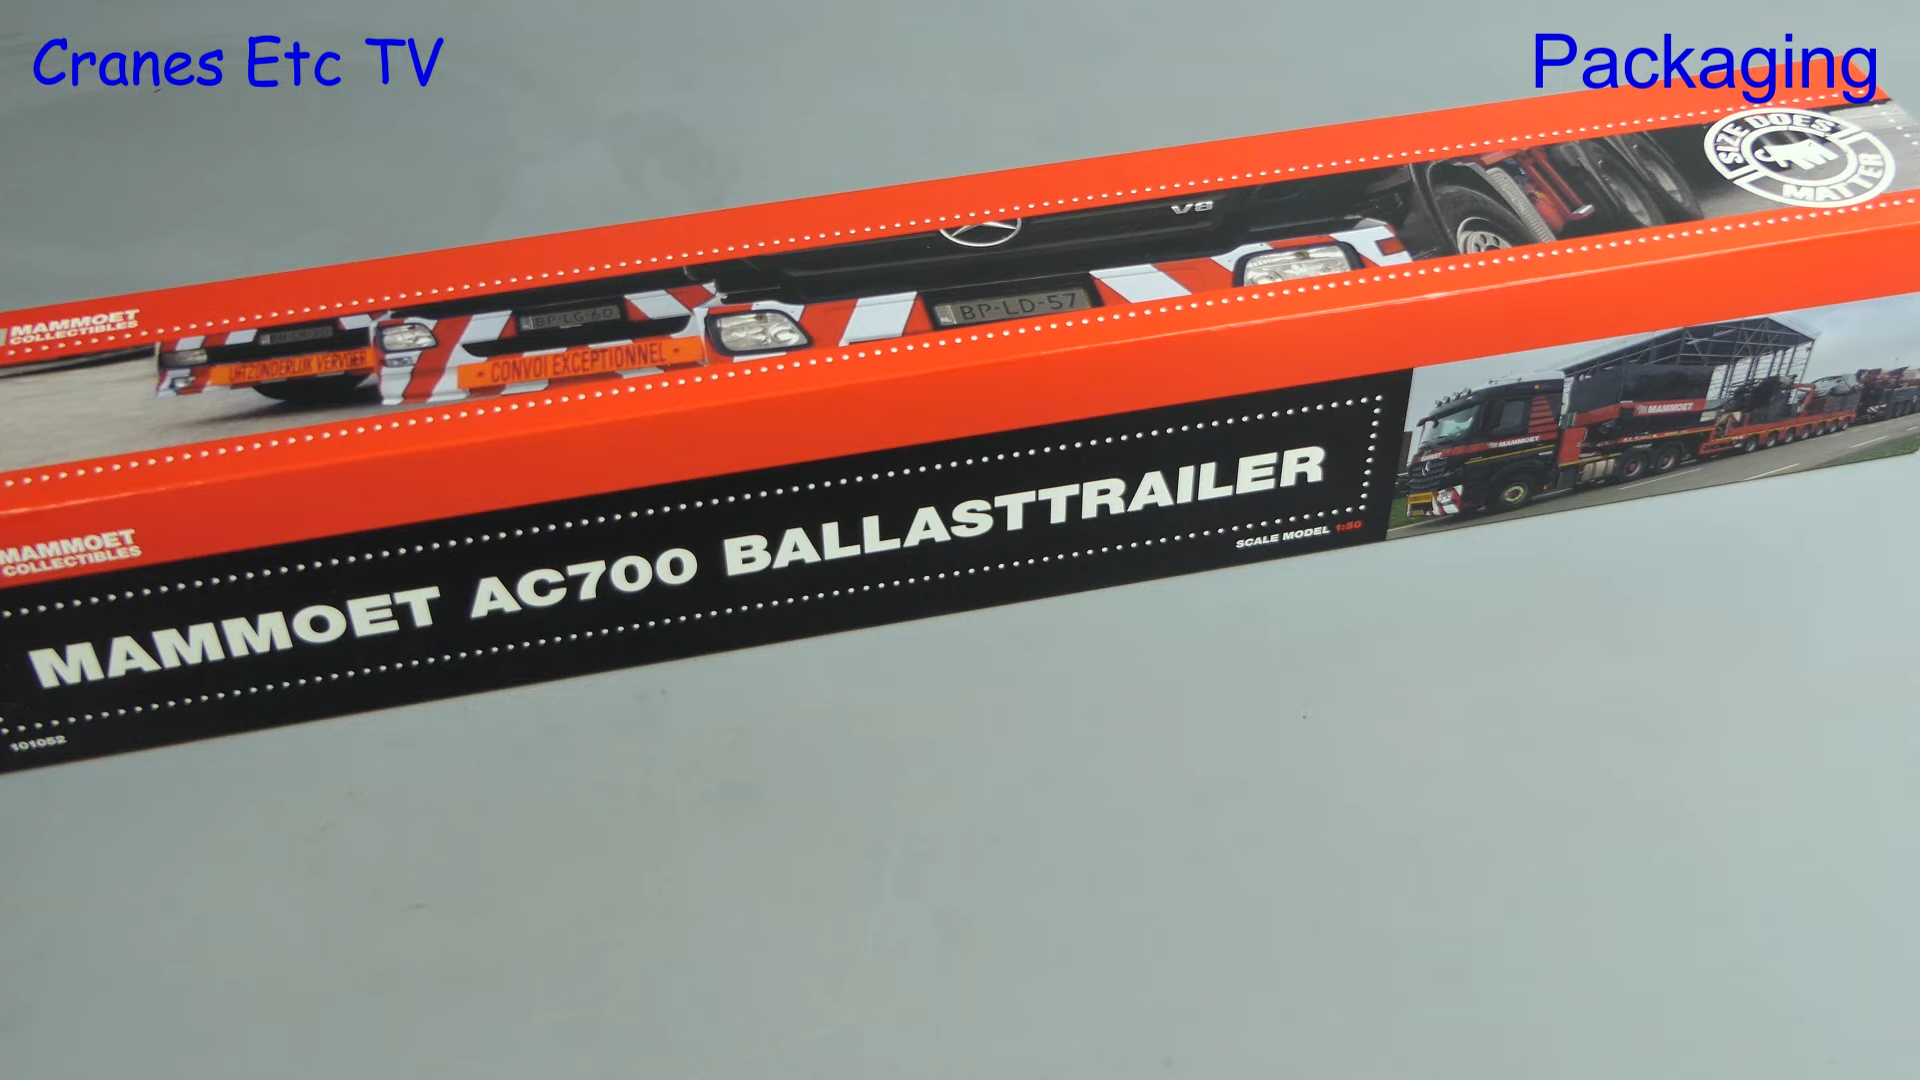 Cranes Etc TV
Packaging
SIZE DOES
MATTER
V8
MAMMOET
COLLECTIBLES
BP-LG-60
BP-LD-57
UITZONDERLIJK VERVOER
CONVOI EXCEPTIONNEL
MAMMOET
COLLECTIBLES
MAMMOET AC700 BALLASTTRAILER
SCALE MODEL 1:50
MAMMOET
MAMMOET
101052